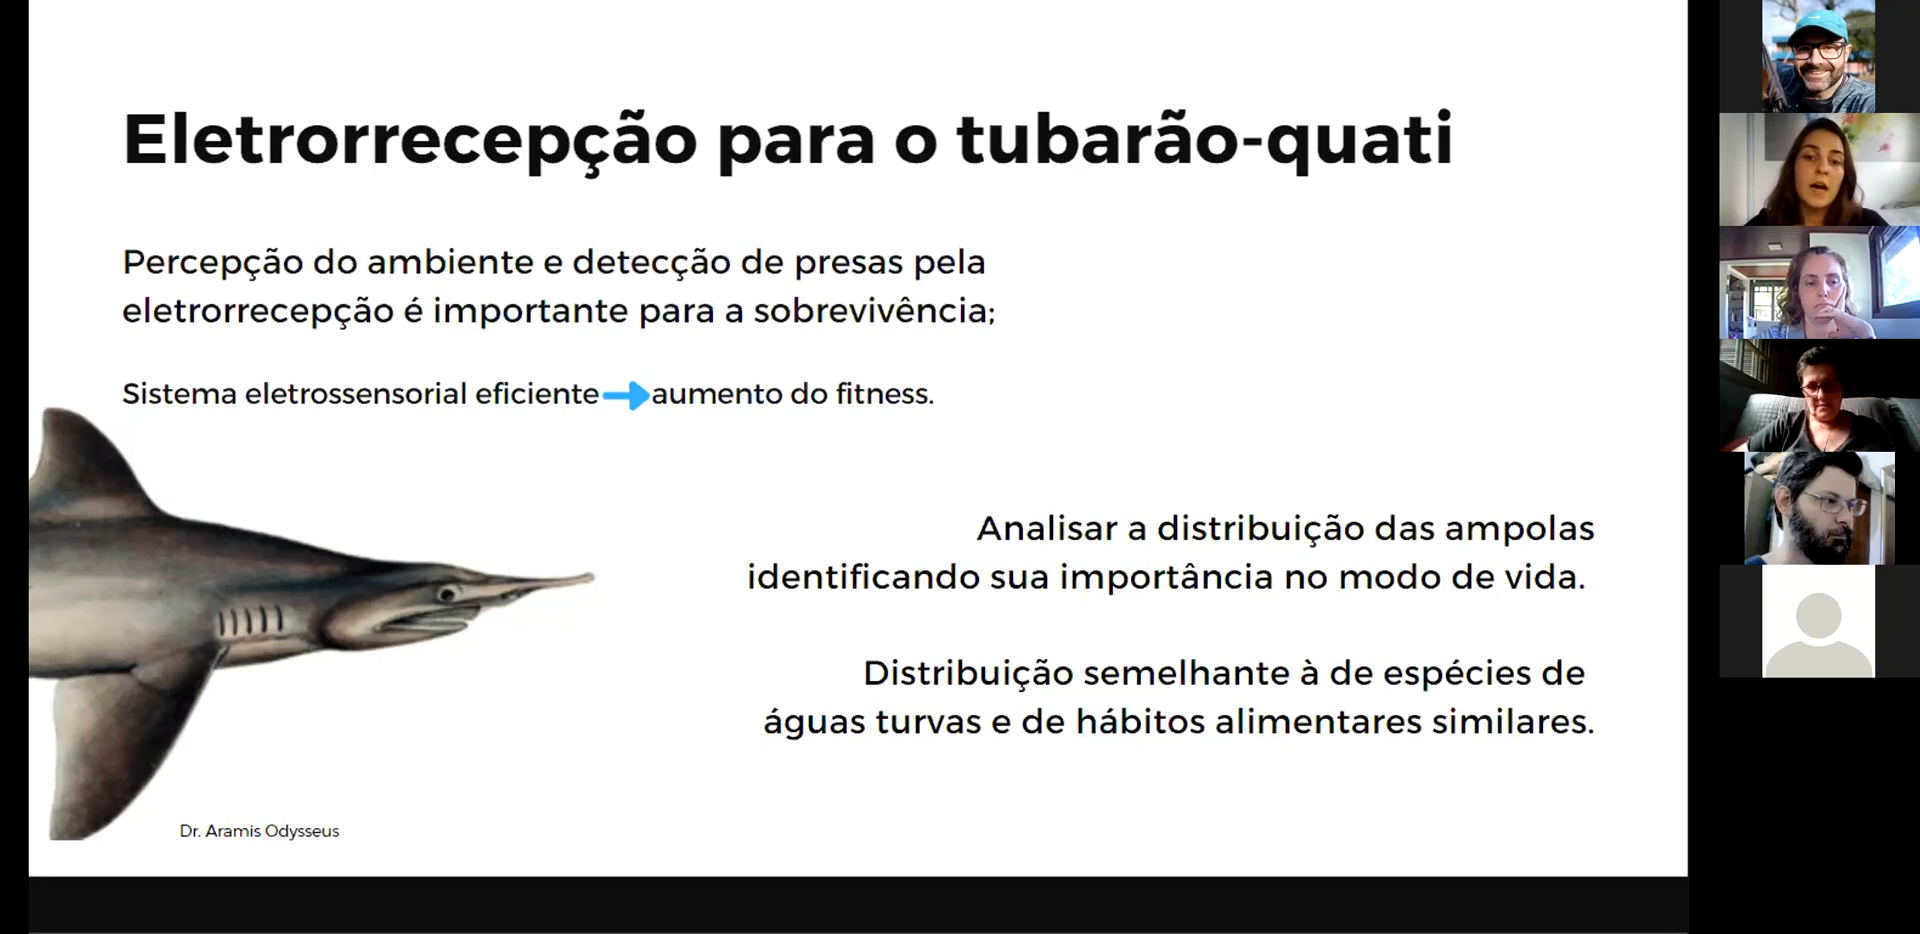 Eletrorrecepção para o tubarão-quati
Percepção do ambiente e detecção de presas pela
eletrorrecepção é importante para a sobrevivência;
Sistema eletrossensorial eficiente aumento do fitness.
Analisar a distribuição das ampolas
identificando sua importância no modo de vida.
Distribuição semelhante à de espécies de
águas turvas e de hábitos alimentares similares.
Dr. Aramis Odysseus